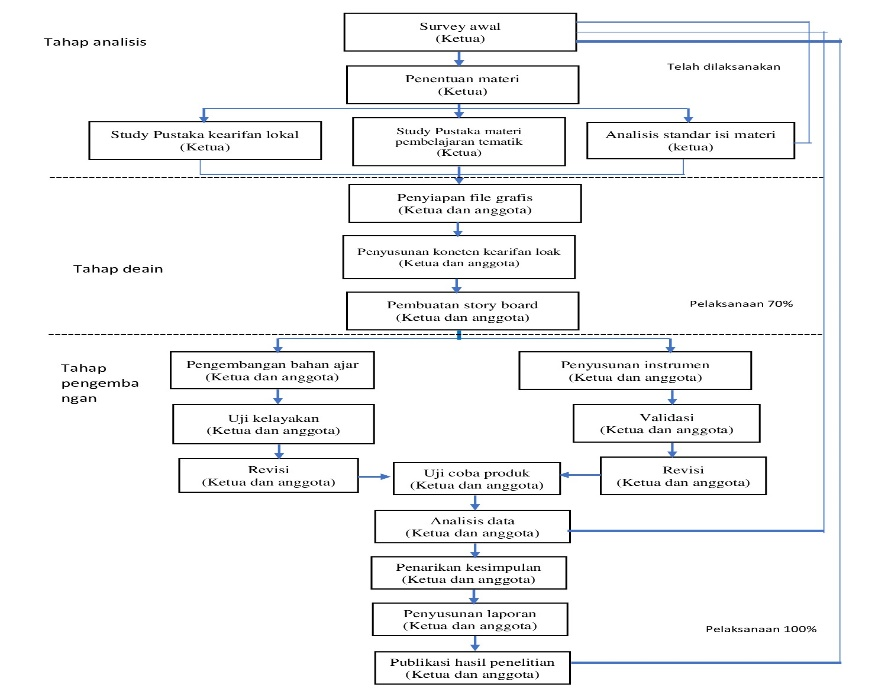 Tahap analisis
Survey awal
(Ketua)
Telah dilaksanakan
Penentuan materi
(Ketua)
Study Pustaka kearifan lokal
(Ketua)
Study Pustaka materi
pembelajaran tematik
(Ketua)
Analisis standar isi materi
(ketua)
Penyiapan file grafis
(Ketua dan anggota)
Tahap deain
Penyusunan koneten kearifan loak
(Ketua dan anggota)
Pembuatan story board
(Ketua dan anggota)
Pelaksanaan 70%
Tahap
pengemba
ngan
Pengembangan bahan ajar
(Ketua dan anggota)
Penyusunan instrumen
(Ketua dan anggota)
Uji kelayakan
(Ketua dan anggota)
Validasi
(Ketua dan anggota)
Revisi
(Ketua dan anggota)
Uji coba produk
(Ketua dan anggota)
Revisi
(Ketua dan anggota)
Analisis data
(Ketua dan anggota)
Penarikan kesimpulan
(Ketua dan anggota)
Penyusunan laporan
(Ketua dan anggota)
Pelaksanaan 100%
Publikasi hasil penelitian
(Ketua dan anggota)